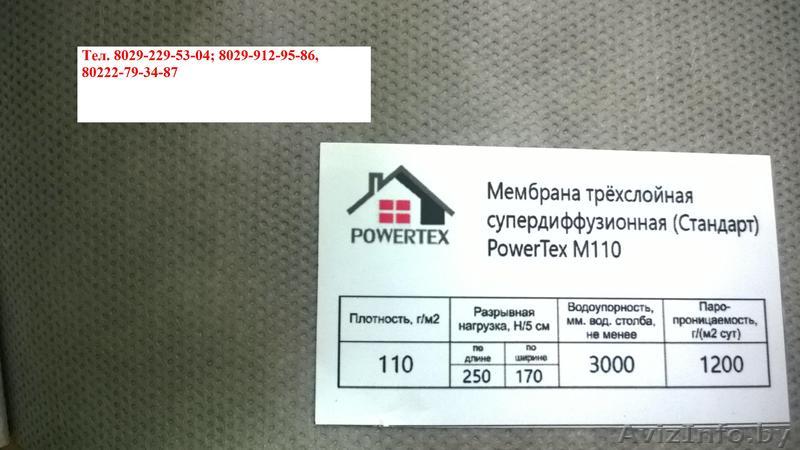 Тел. 8029-229-53-04; 8029-912-95-86,
80222-79-34-87
POWERTEX
Мембрана трёхслойная
супердиффузионная (Стандарт)
PowerTex M110
Плотность, г/м2
Разрывная
нагрузка, Н/5 см
Водоупорность,
мм. вод. столба,
не менее
Паро-
проницаемость,
г/(м2 сут)
по
длине
по
ширине
110
250
170
3000
1200
AvizInfo.by